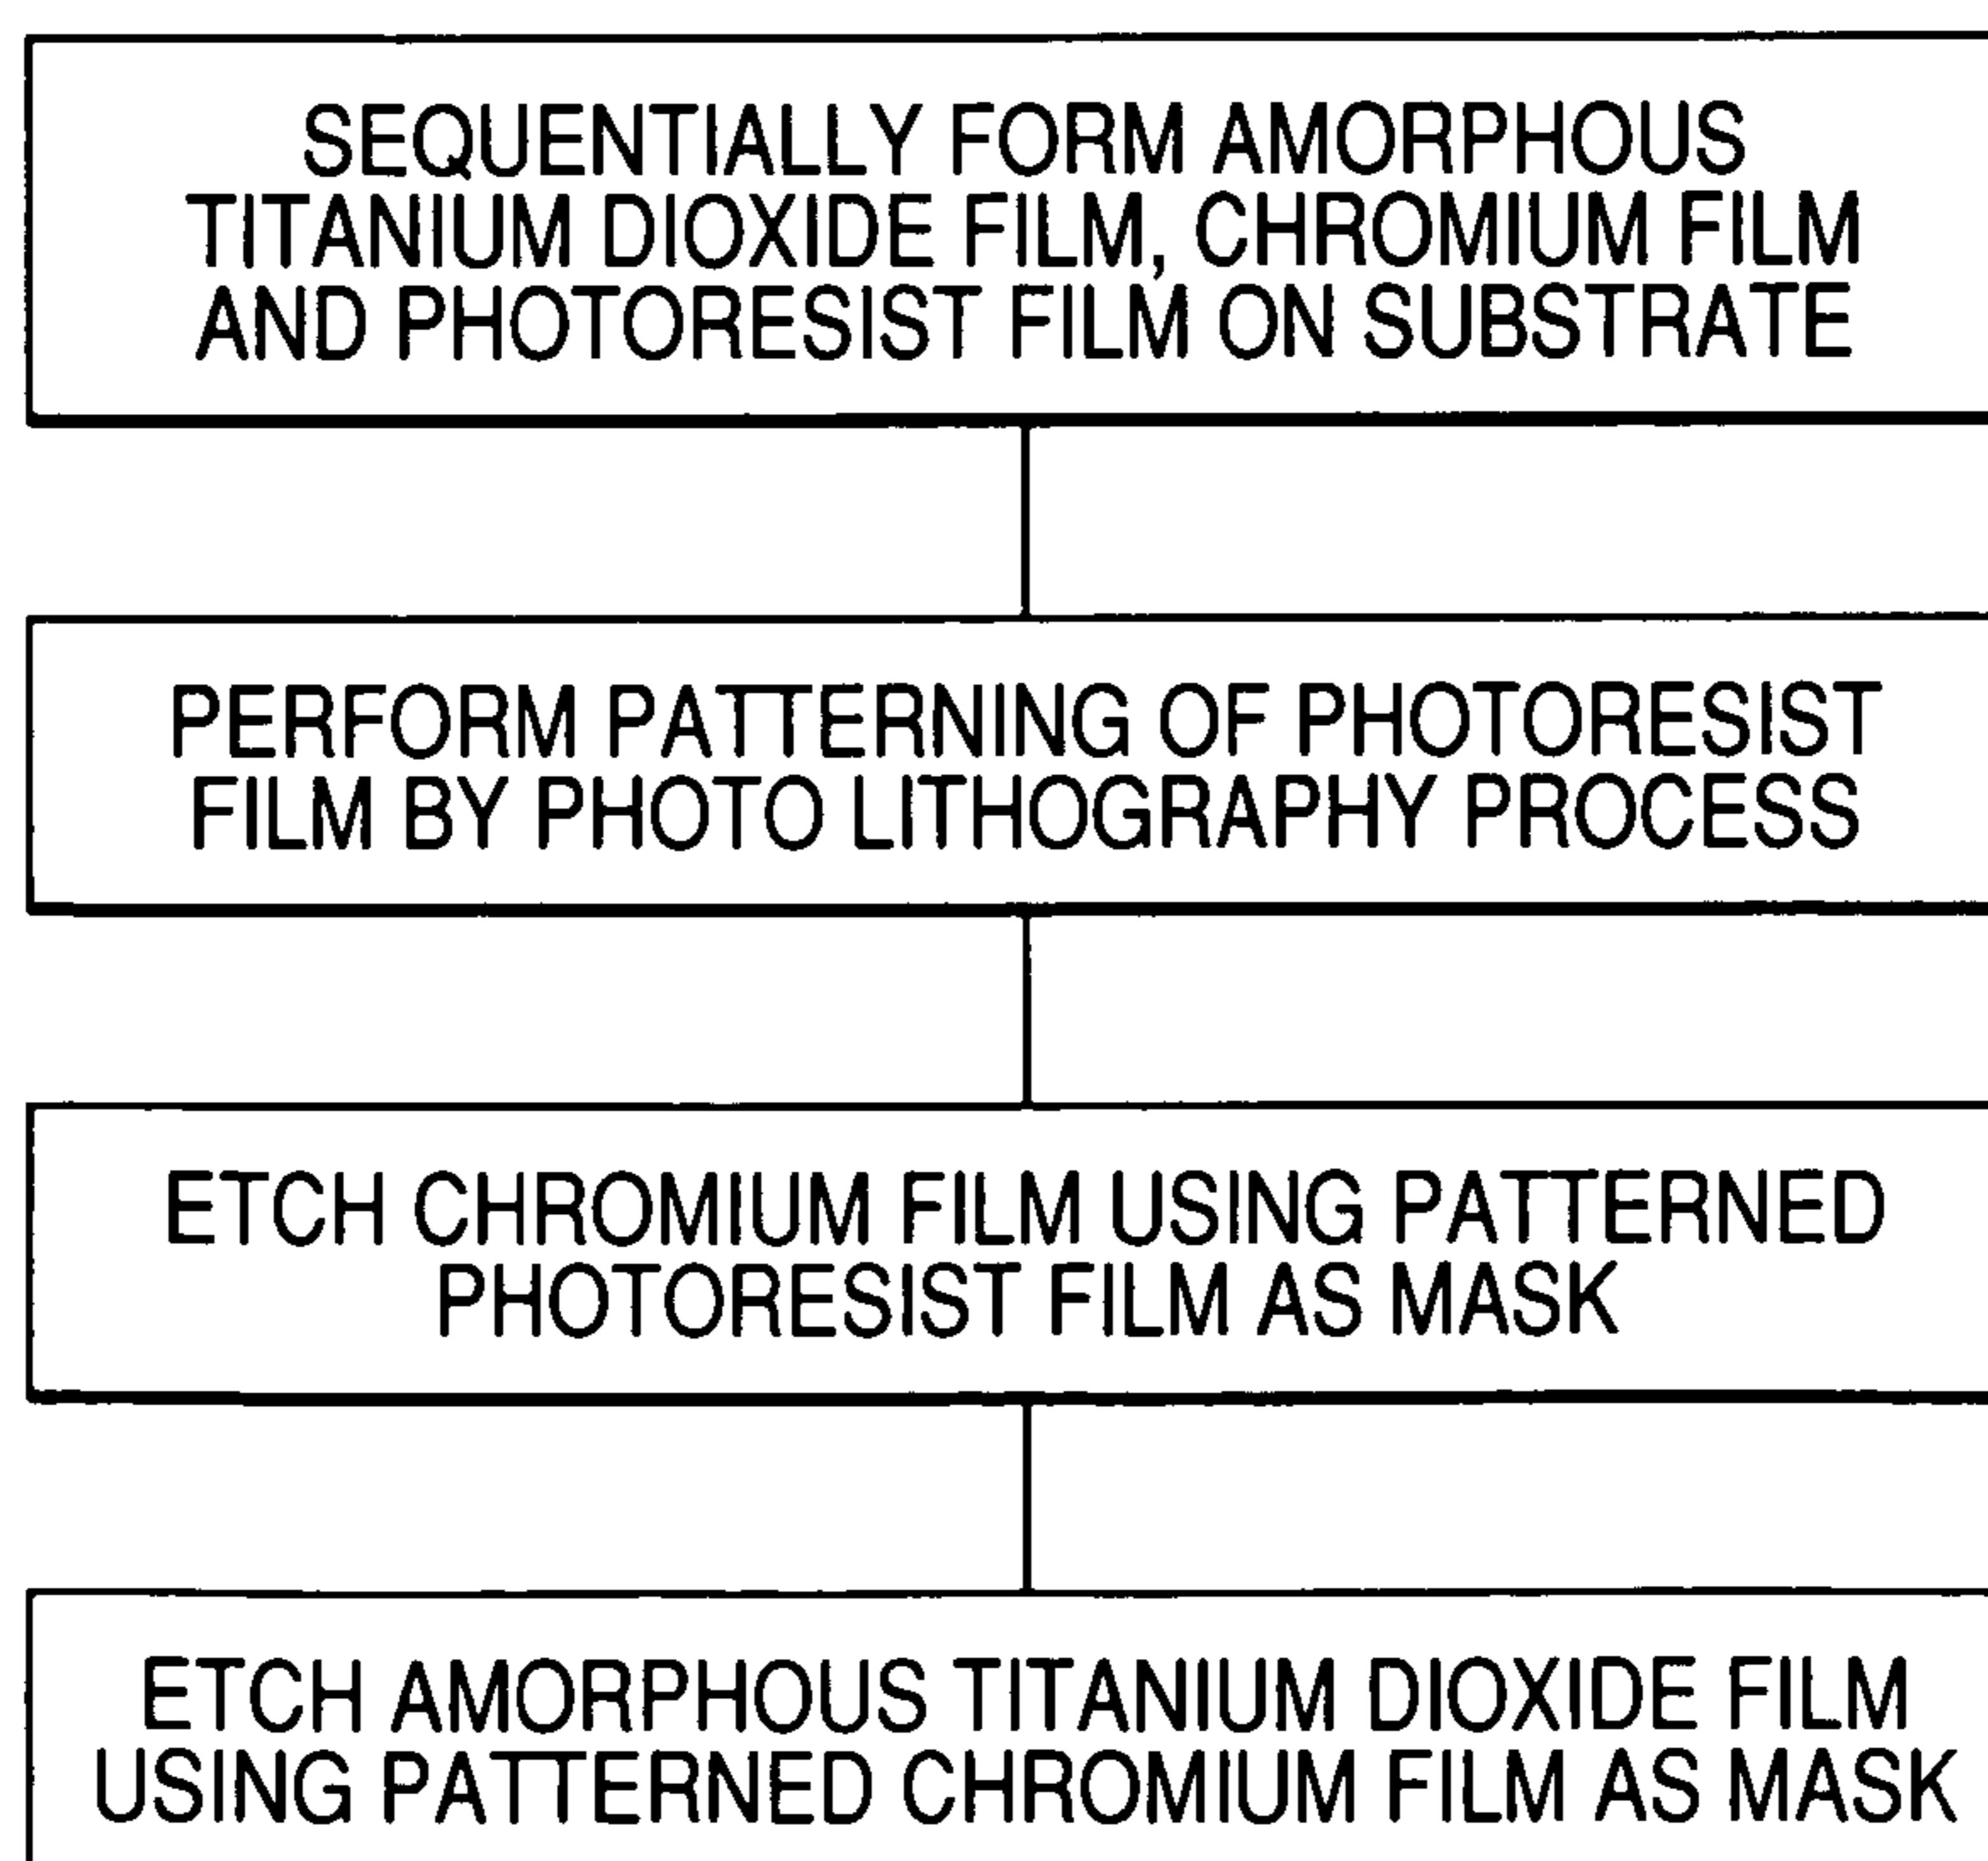 SEQUENTIALLY FORM AMORPHOUS
TITANIUM DIOXIDE FILM, CHROMIUM FILM
AND PHOTORESIST FILM ON SUBSTRATE
PERFORM PATTERNING OF PHOTORESIST
FILM BY PHOTO LITHOGRAPHY PROCESS
ETCH CHROMIUM FILM USING PATTERNED
PHOTORESIST FILM AS MASK
ETCH AMORPHOUS TITANIUM DIOXIDE FILM
USING PATTERNED CHROMIUM FILM AS MASK